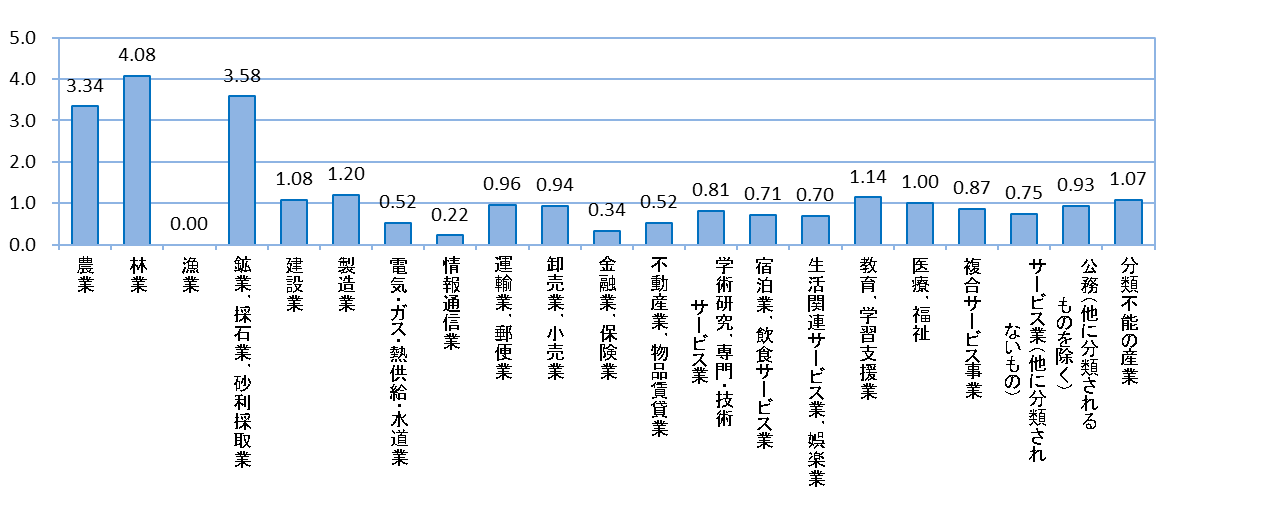 5.0
4.0
3.0
2.0
1.0
0.0
3.34
4.08
0.00
3.58
1.08
1.20
0.52
0.22
0.96
0.94
0.34
0.52
0.81
0.71
0.70
1.14
1.00
0.87
0.75
0.93
1.07
農業
林業
漁業
鉱業、採石業、砂利採取業
建設業
製造業
電気・ガス・熱供給・水道業
情報通信業
運輸業、郵便業
卸売業、小売業
金融業、保険業
不動産業、物品賃貸業
学術研究、専門・技術
サービス業
宿泊業、飲食サービス業
生活関連サービス業、娯楽業
教育、学習支援業
医療、福祉
複合サービス事業
サービス業（他に分類され
ないもの）
公務（他に分類される
ものを除く）
分類不能の産業